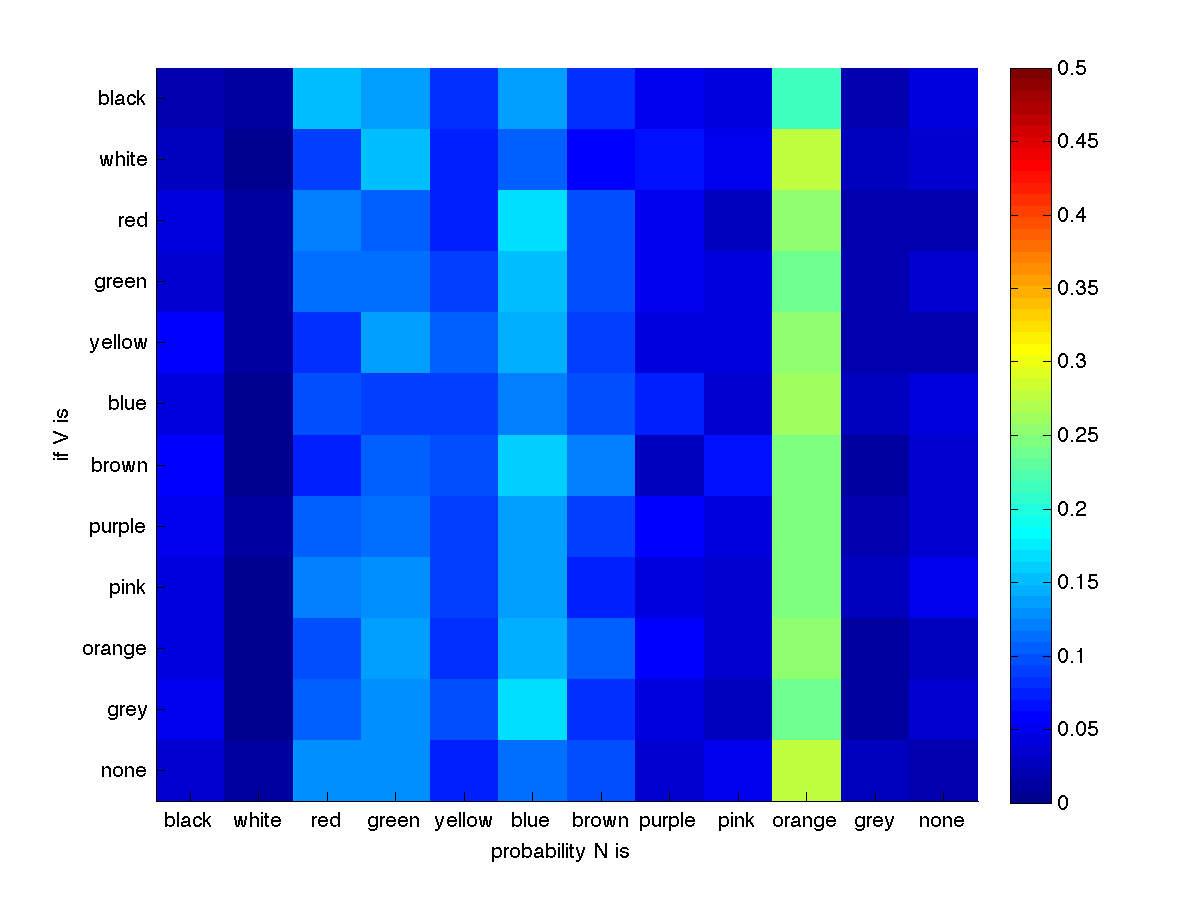 black
white
red
green
yellow
blue
brown
purple
pink
orange
grey
none
if V is
black white red green yellow blue brown purple pink orange grey none
probability N is
0.5
0.45
0.4
0.35
0.3
0.25
0.2
0.15
0.1
0.05
0